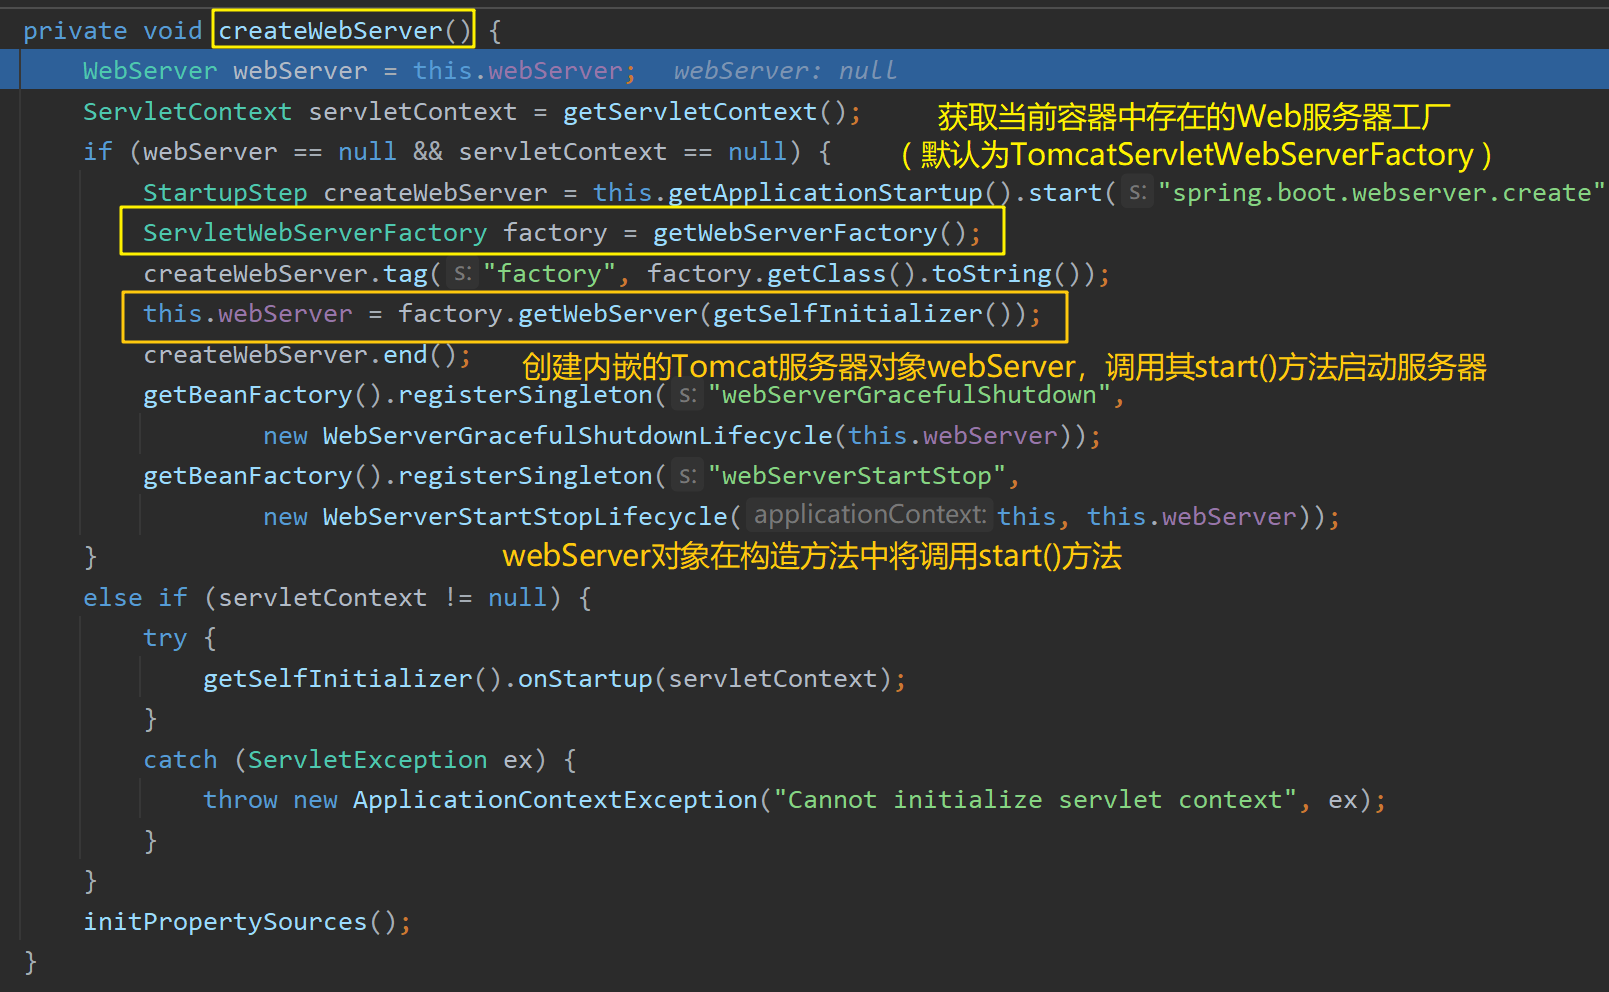 private void createWebServer() {
WebServer webServer = this.webServer; webServer: null
ServletContext servletContext = getServletContext();
获取当前容器中存在的Web服务器工厂
if (webServer == null && servletContext == null) {
（默认为TomcatServletWebServerFactory）
StartupStep createWebServer = this.getApplicationStartup().start( s: "spring.boot.webserver.create"
ServletWebServerFactory factory = getWebServerFactory();
createWebServer.tag( s: "factory", factory.getClass().toString());
this.webServer = factory.getWebServer(getSelfInitializer());
createWebServer.end();
创建内嵌的Tomcat服务器对象webServer，调用其start()方法启动服务器
getBeanFactory().registerSingleton( s: "webServerGracefulShutdown",
new WebServerGracefulShutdownLifecycle(this.webServer));
getBeanFactory().registerSingleton( s: "webServerStartStop",
new WebServerStartStopLifecycle( applicationContext: this, this.webServer));
}
webServer对象在构造方法中将调用start()方法
else if (servletContext != null) {
try {
getSelfInitializer().onStartup(servletContext);
}
catch (ServletException ex) {
throw new ApplicationContextException("Cannot initialize servlet context", ex);
}
}
initPropertySources();
}